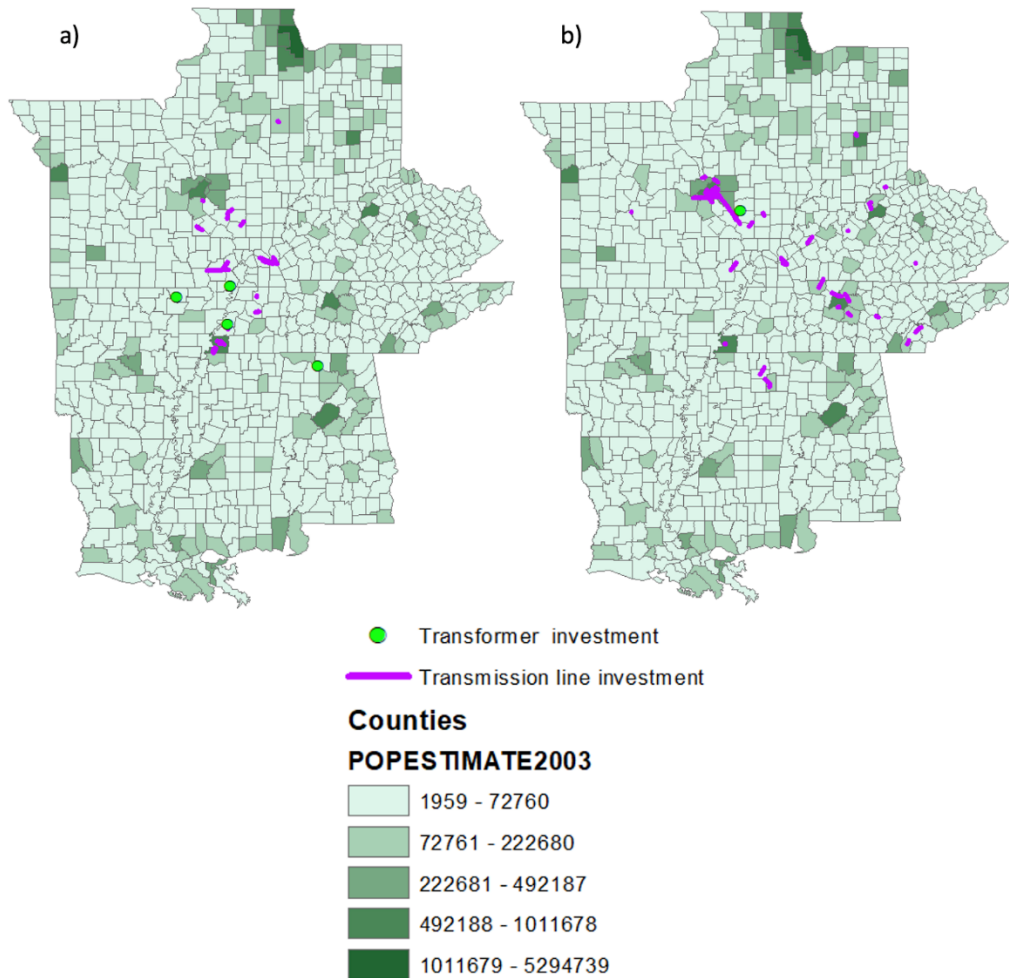 a)
b)
Transformer investment
Transmission line investment
Counties
POPESTIMATE2003
1959 - 72760
72761 - 222680
222681 - 492187
492188 - 1011678
1011679 - 5294739